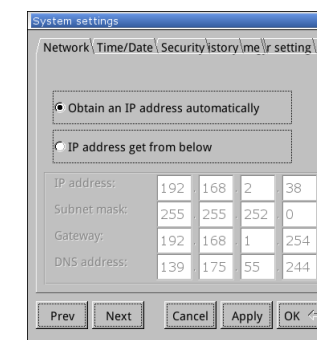 System settings
Network Time/Date Security istory me r setting
Obtain an IP address automatically
IP address get from below
IP address: 192 . 168 . 2 . 38
Subnet mask: 255 . 255 . 252 . 0
Gateway: 192 . 168 . 1 . 254
DNS address: 139 . 175 . 55 . 244
Prev Next Cancel Apply OK